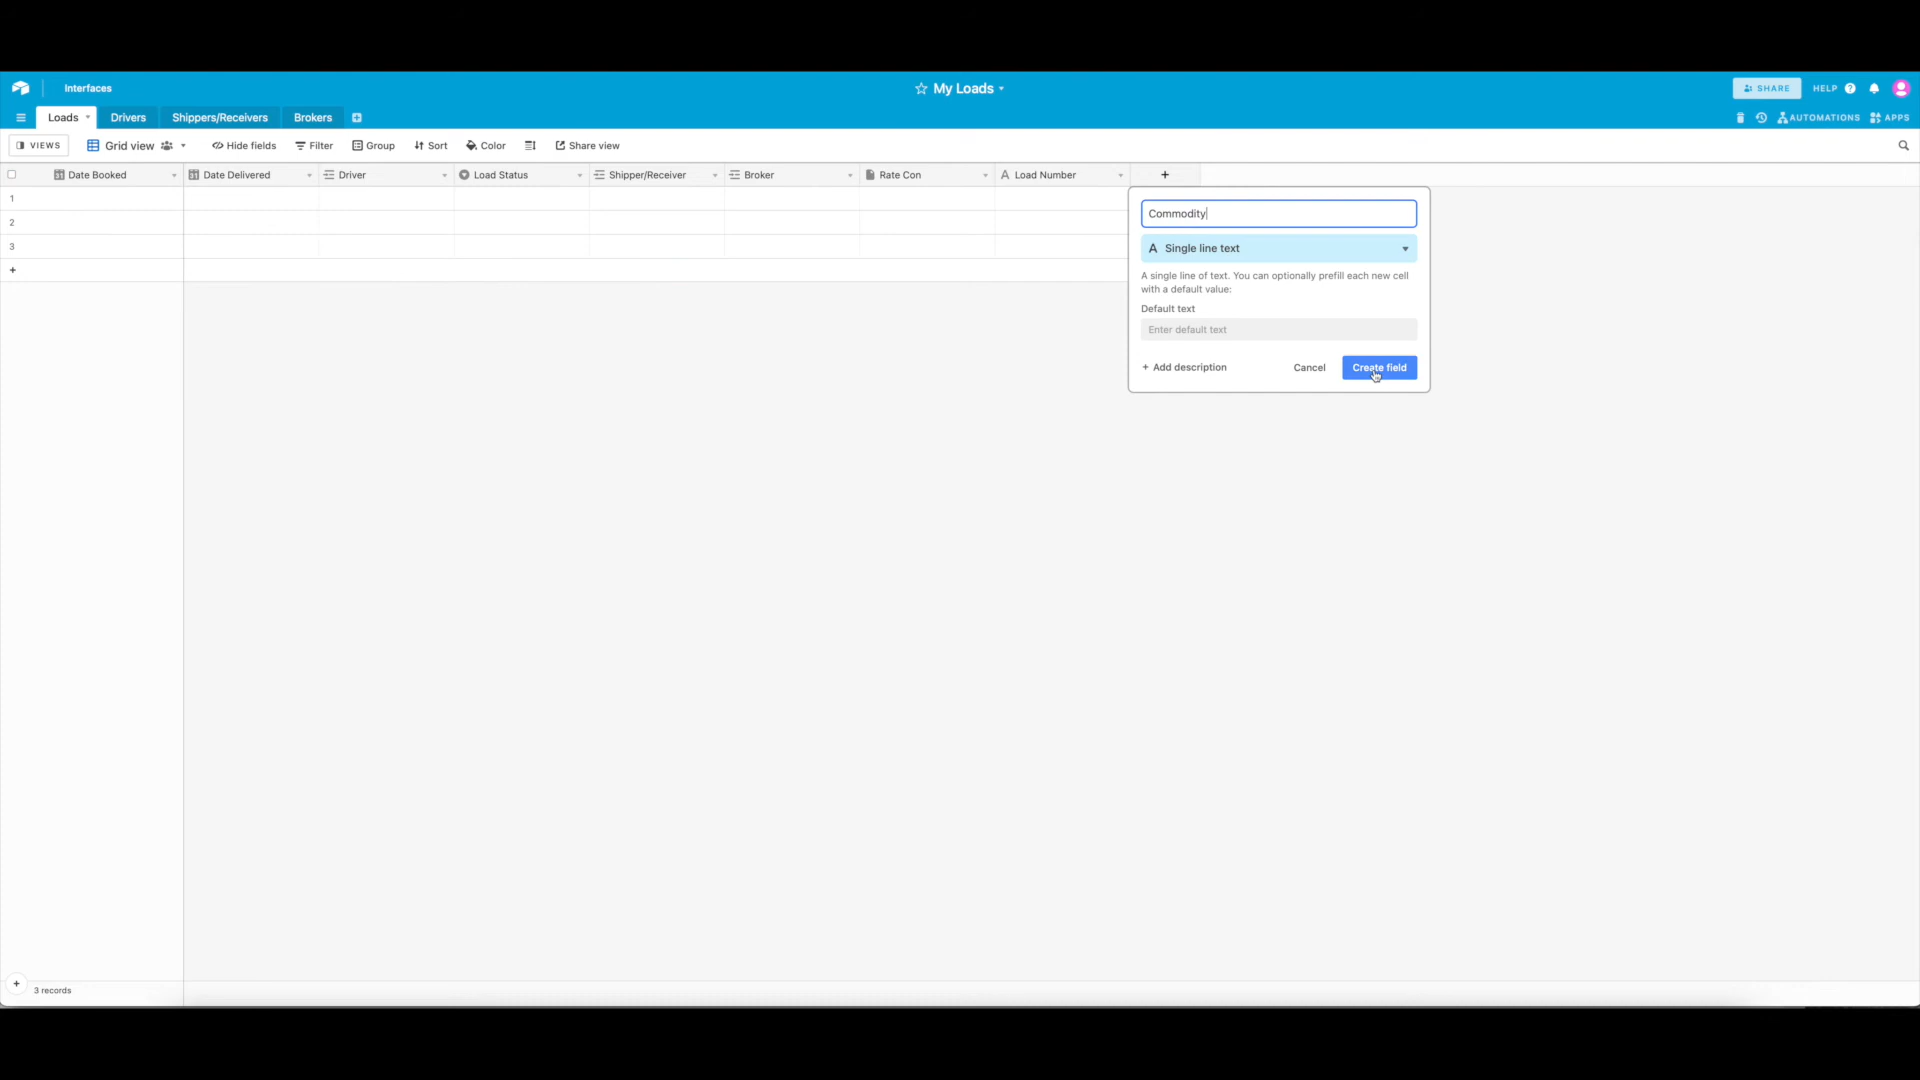 Interfaces
My Loads
SHARE
HELP
Loads
Drivers
Shippers/Receivers
Brokers
AUTOMATIONS
APPS
VIEWS
Grid view
Hide fields
Filter
Group
Sort
Color
Share view
Date Booked
Date Delivered
Driver
Load Status
Shipper/Receiver
Broker
Rate Con
Load Number
1
2
3
Commodity
Single line text
A single line of text. You can optionally prefill each new cell
with a default value:
Default text
Enter default text
+ Add description
Cancel
Create field
3 records